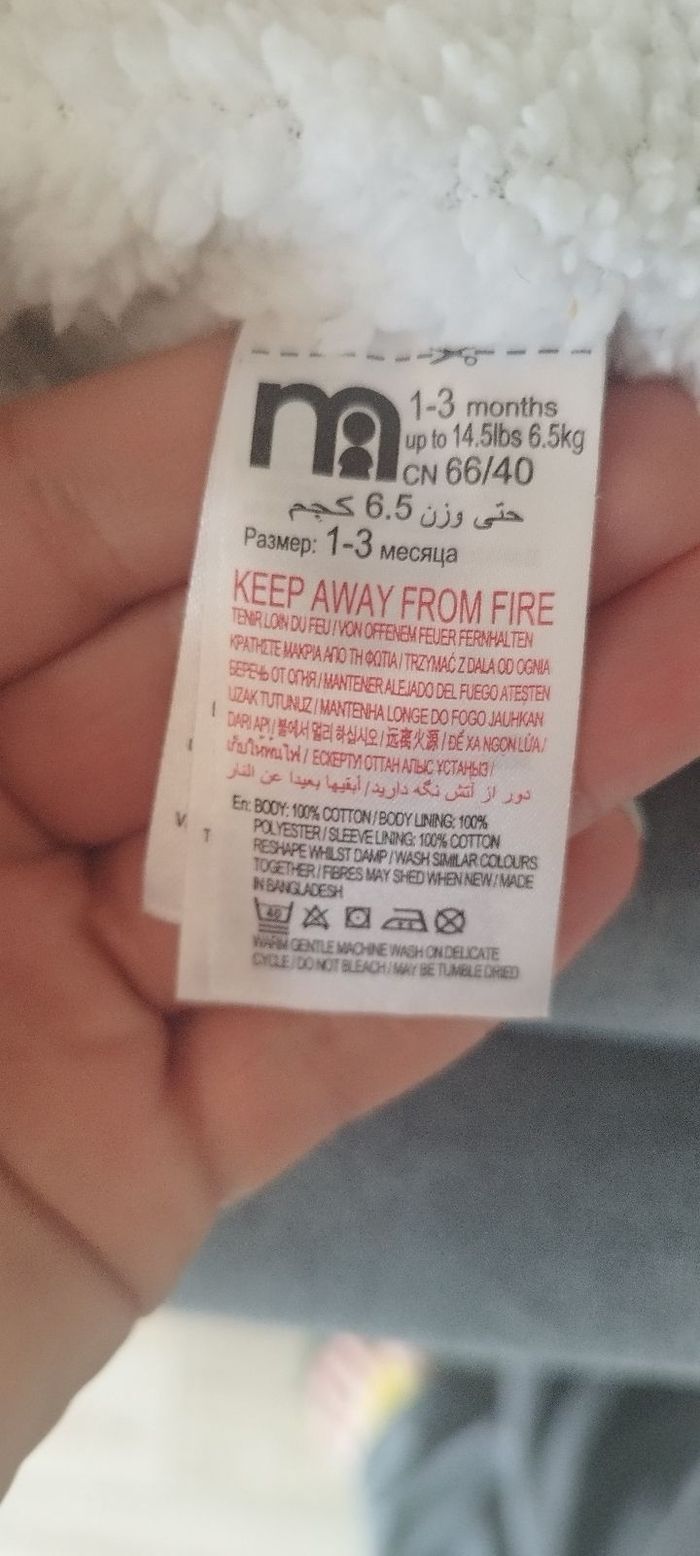 m
1-3 months
up to 14.5lbs 6.5kg
CN 66/40
حتى وزن 6.5 كجم
Размер: 1-3 месяца
KEEP AWAY FROM FIRE
TENIR LOIN DU FEU / VON OFFENEM FEUER FERNHALTEN
ΚΡΑΤΗΣΤΕ ΜΑΚΡΙΑ ΑΠΟ ΤΗ ΦΩΤΙΑ / TRZYMAĆ Z DALA OD OGNIA
БЕРЕЧЬ ОТ ОГНЯ / MANTENER ALEJADO DEL FUEGO ATEŞTEN
UZAK TUTUNUZ / MANTENHA LONGE DO FOGO JAUHKAN
DARI API / 불에서 멀리 하십시오 / 远离火源 / ĐỂ XA NGỌN LỬA /
เก็บให้พ้นไฟ / ЕСКЕРТУ! ОТТАН АЛЫС ҰСТАҢЫЗ /
دور از آتش نگه دارید / أبقيها بعيدا عن النار
En: BODY: 100% COTTON / BODY LINING: 100%
POLYESTER / SLEEVE LINING: 100% COTTON
RESHAPE WHILST DAMP / WASH SIMILAR COLOURS
TOGETHER / FIBRES MAY SHED WHEN NEW / MADE
IN BANGLADESH
40
WARM GENTLE MACHINE WASH ON DELICATE
CYCLE / DO NOT BLEACH / MAY BE TUMBLE DRIED
V
T